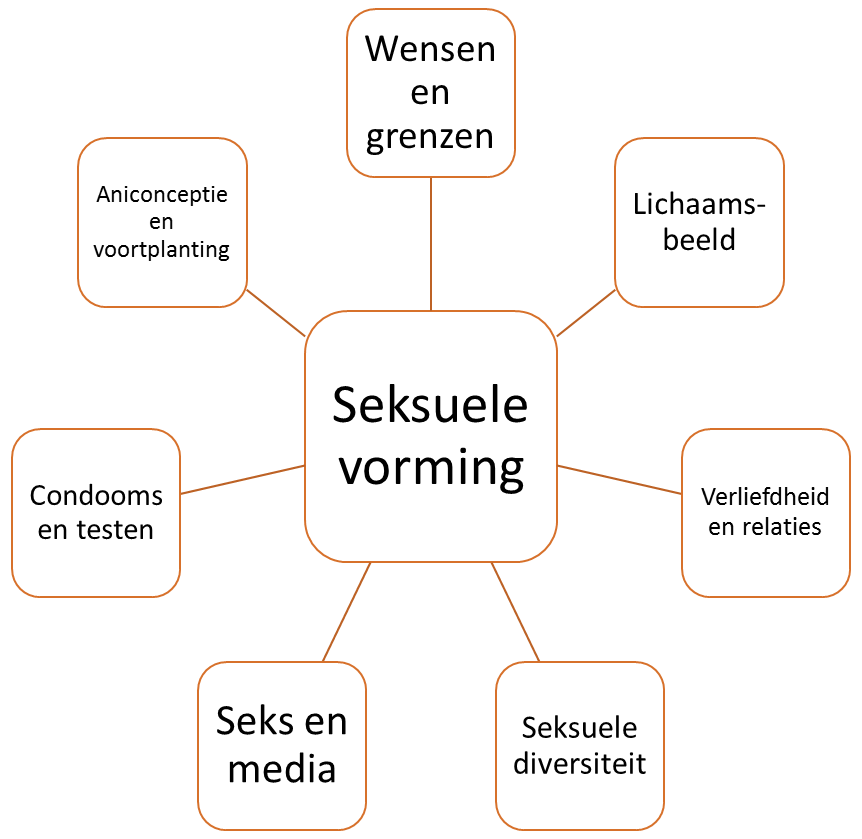 Wensen
en
grenzen
Lichaams-
beeld
Aniconceptie
en
voortplanting
Seksuele
vorming
Condooms
en testen
Verliefdheid
en relaties
Seks en
media
Seksuele
diversiteit